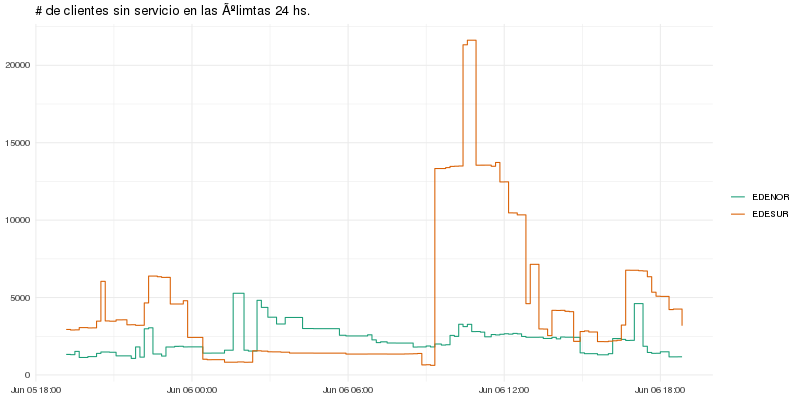 # de clientes sin servicio en las Ãºlimtas 24 hs.
20000
15000
10000
5000
0
Jun 05 18:00
Jun 06 00:00
Jun 06 06:00
Jun 06 12:00
Jun 06 18:00
EDENOR
EDESUR